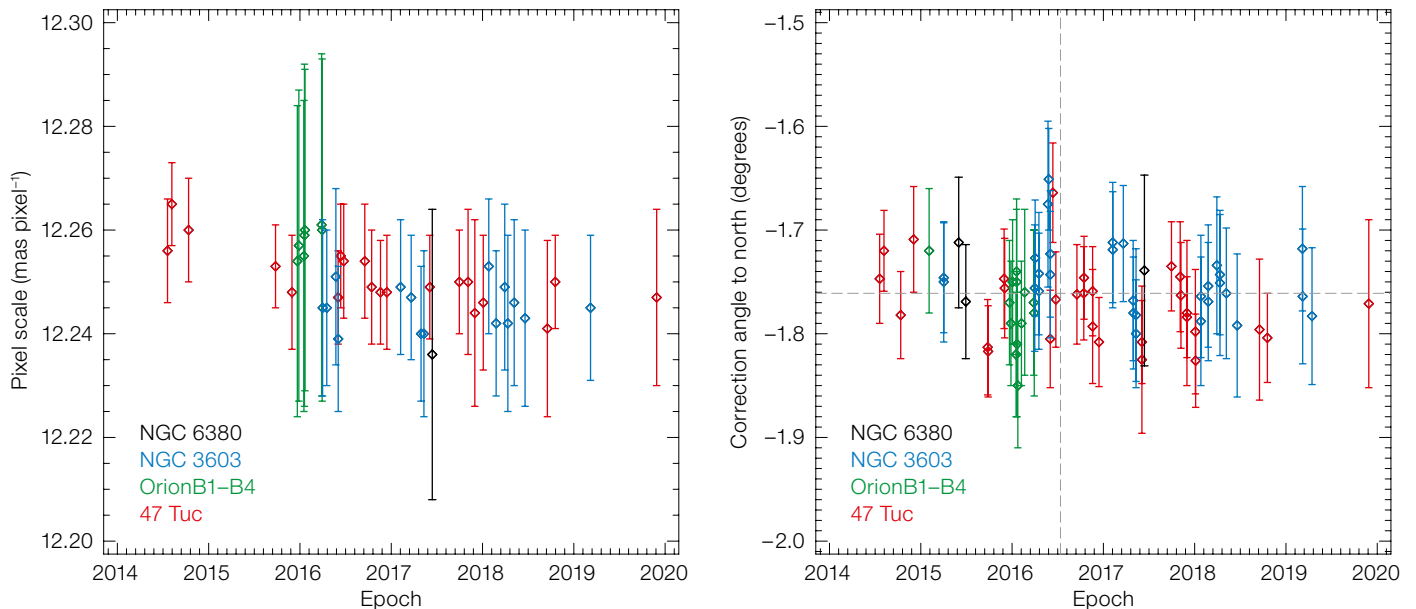 Pixel scale (mas pixel⁻¹)
12.30
12.28
12.26
12.24
12.22
12.20
NGC 6380
NGC 3603
OrionB1–B4
47 Tuc
2014 2015 2016 2017 2018 2019 2020
Epoch
Correction angle to north (degrees)
–1.5
–1.6
–1.7
–1.8
–1.9
–2.0
NGC 6380
NGC 3603
OrionB1–B4
47 Tuc
2014 2015 2016 2017 2018 2019 2020
Epoch